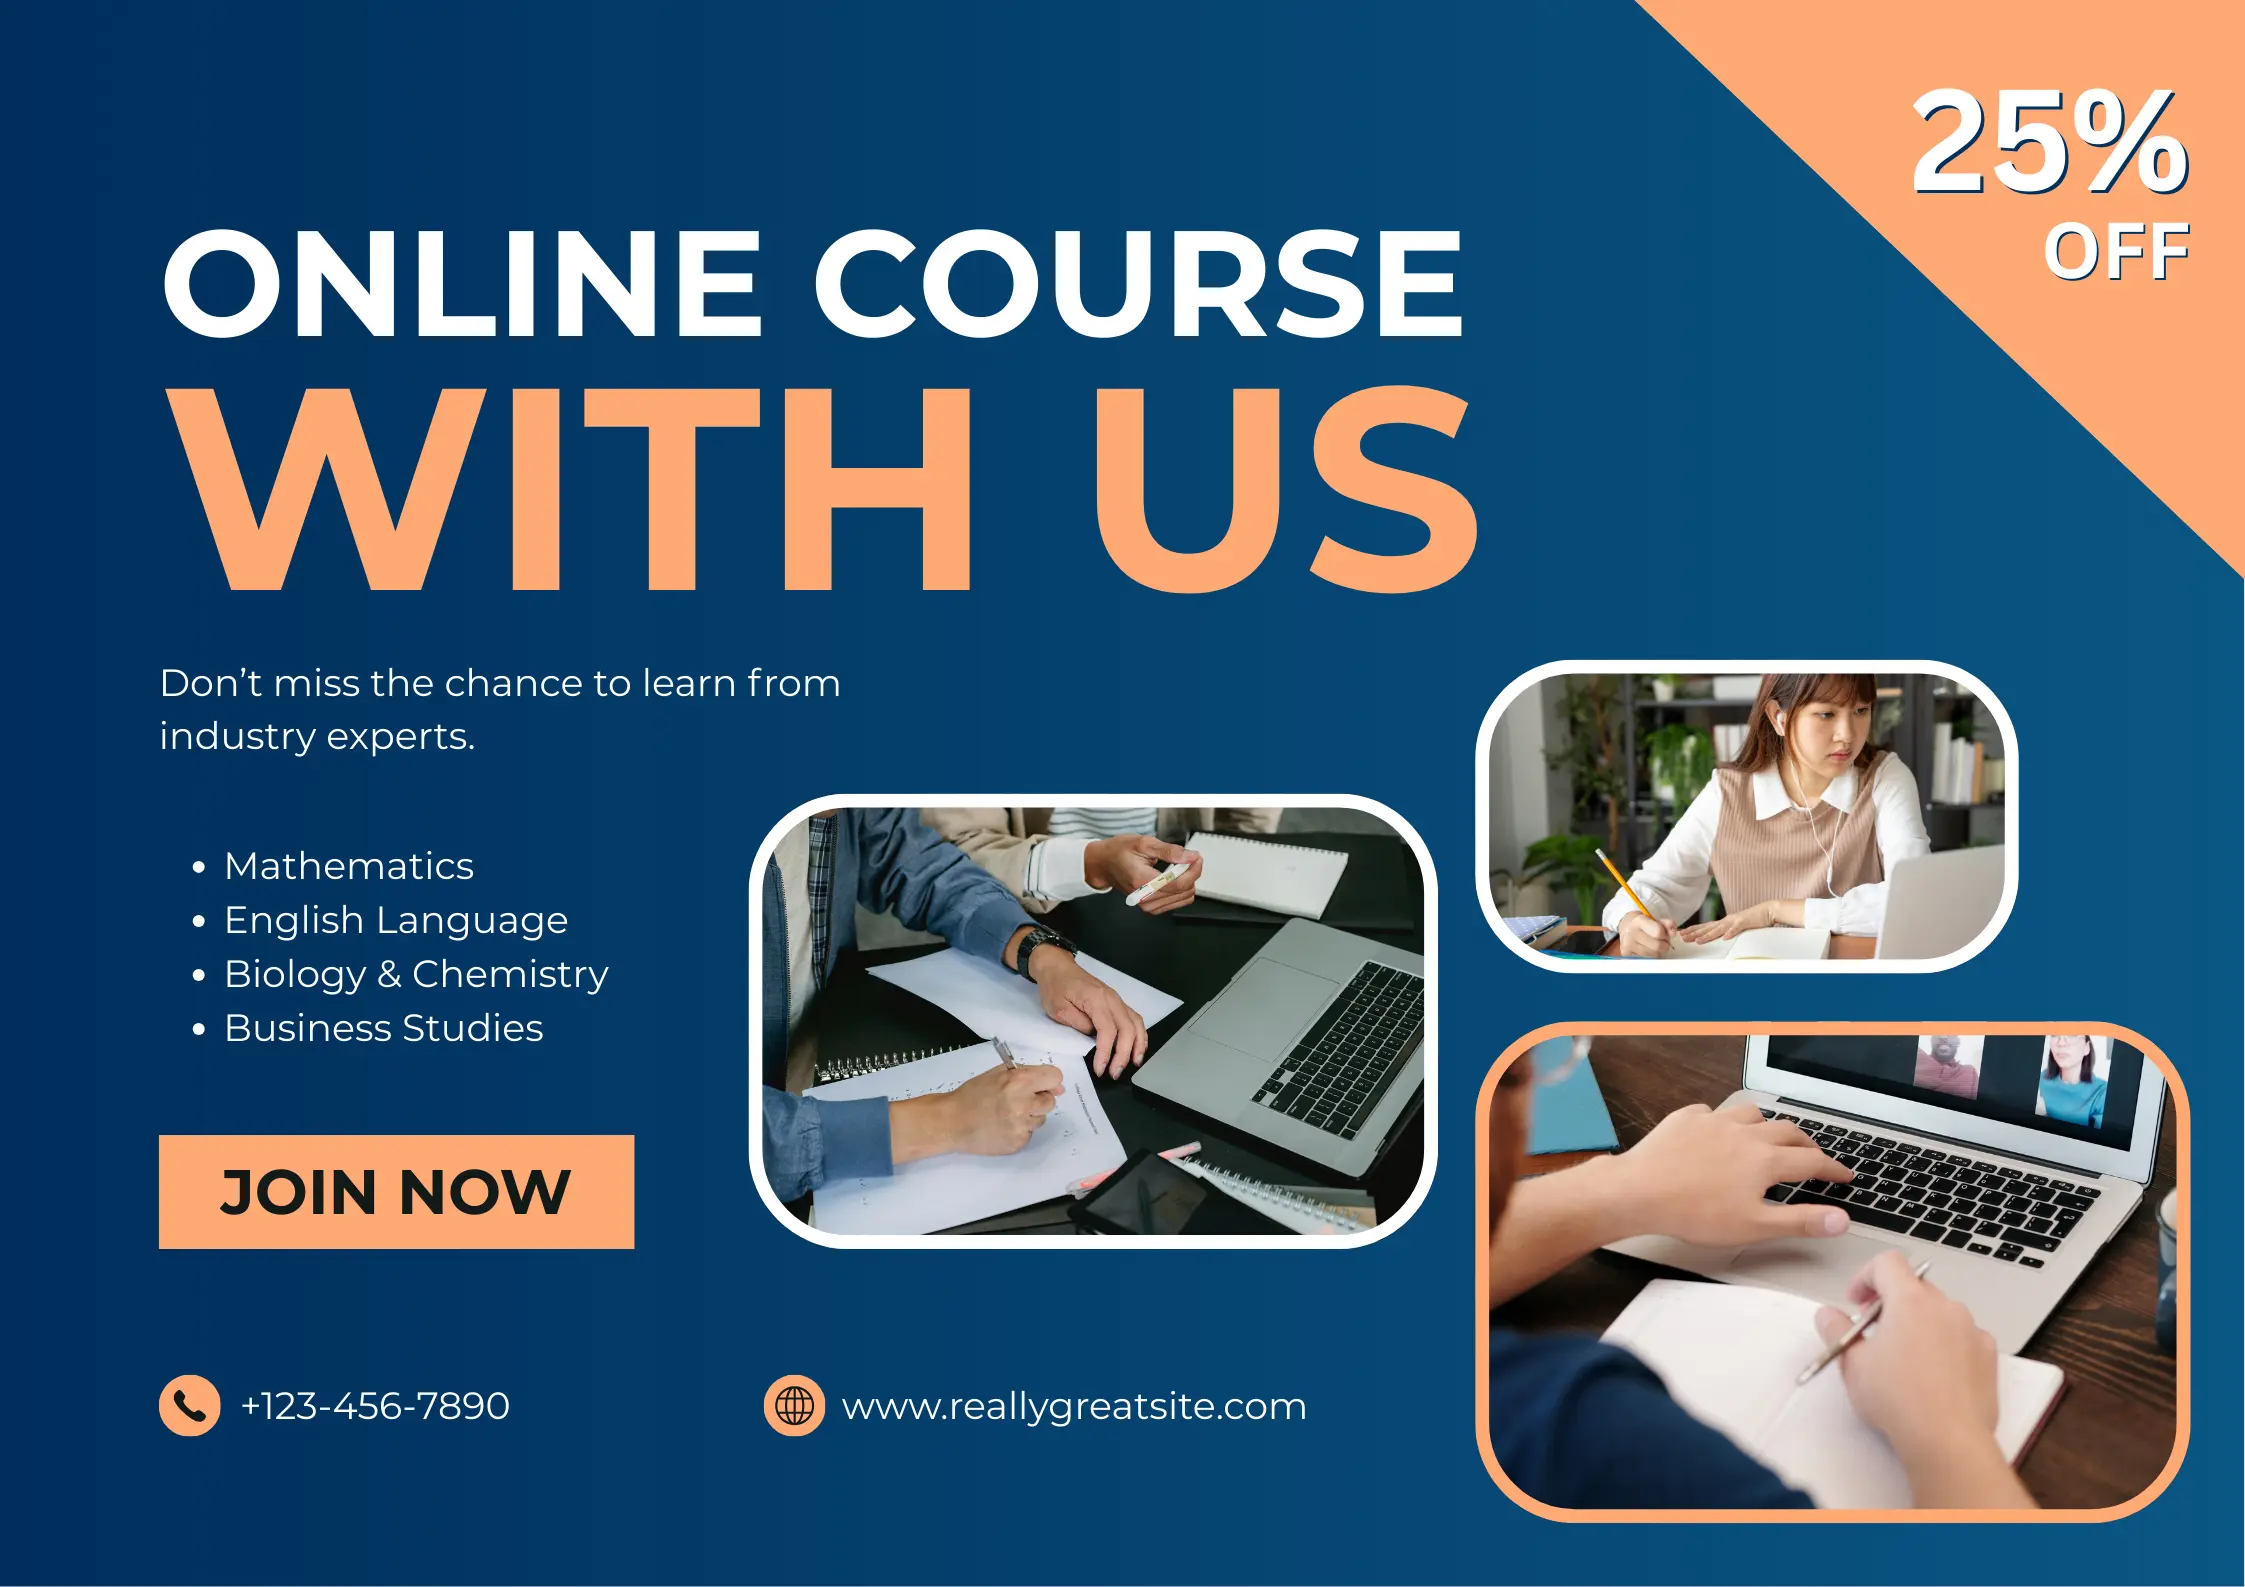 25%
OFF
ONLINE COURSE
WITH US
Don’t miss the chance to learn from
industry experts.
• Mathematics
• English Language
• Biology & Chemistry
• Business Studies
JOIN NOW
+123-456-7890
www.reallygreatsite.com